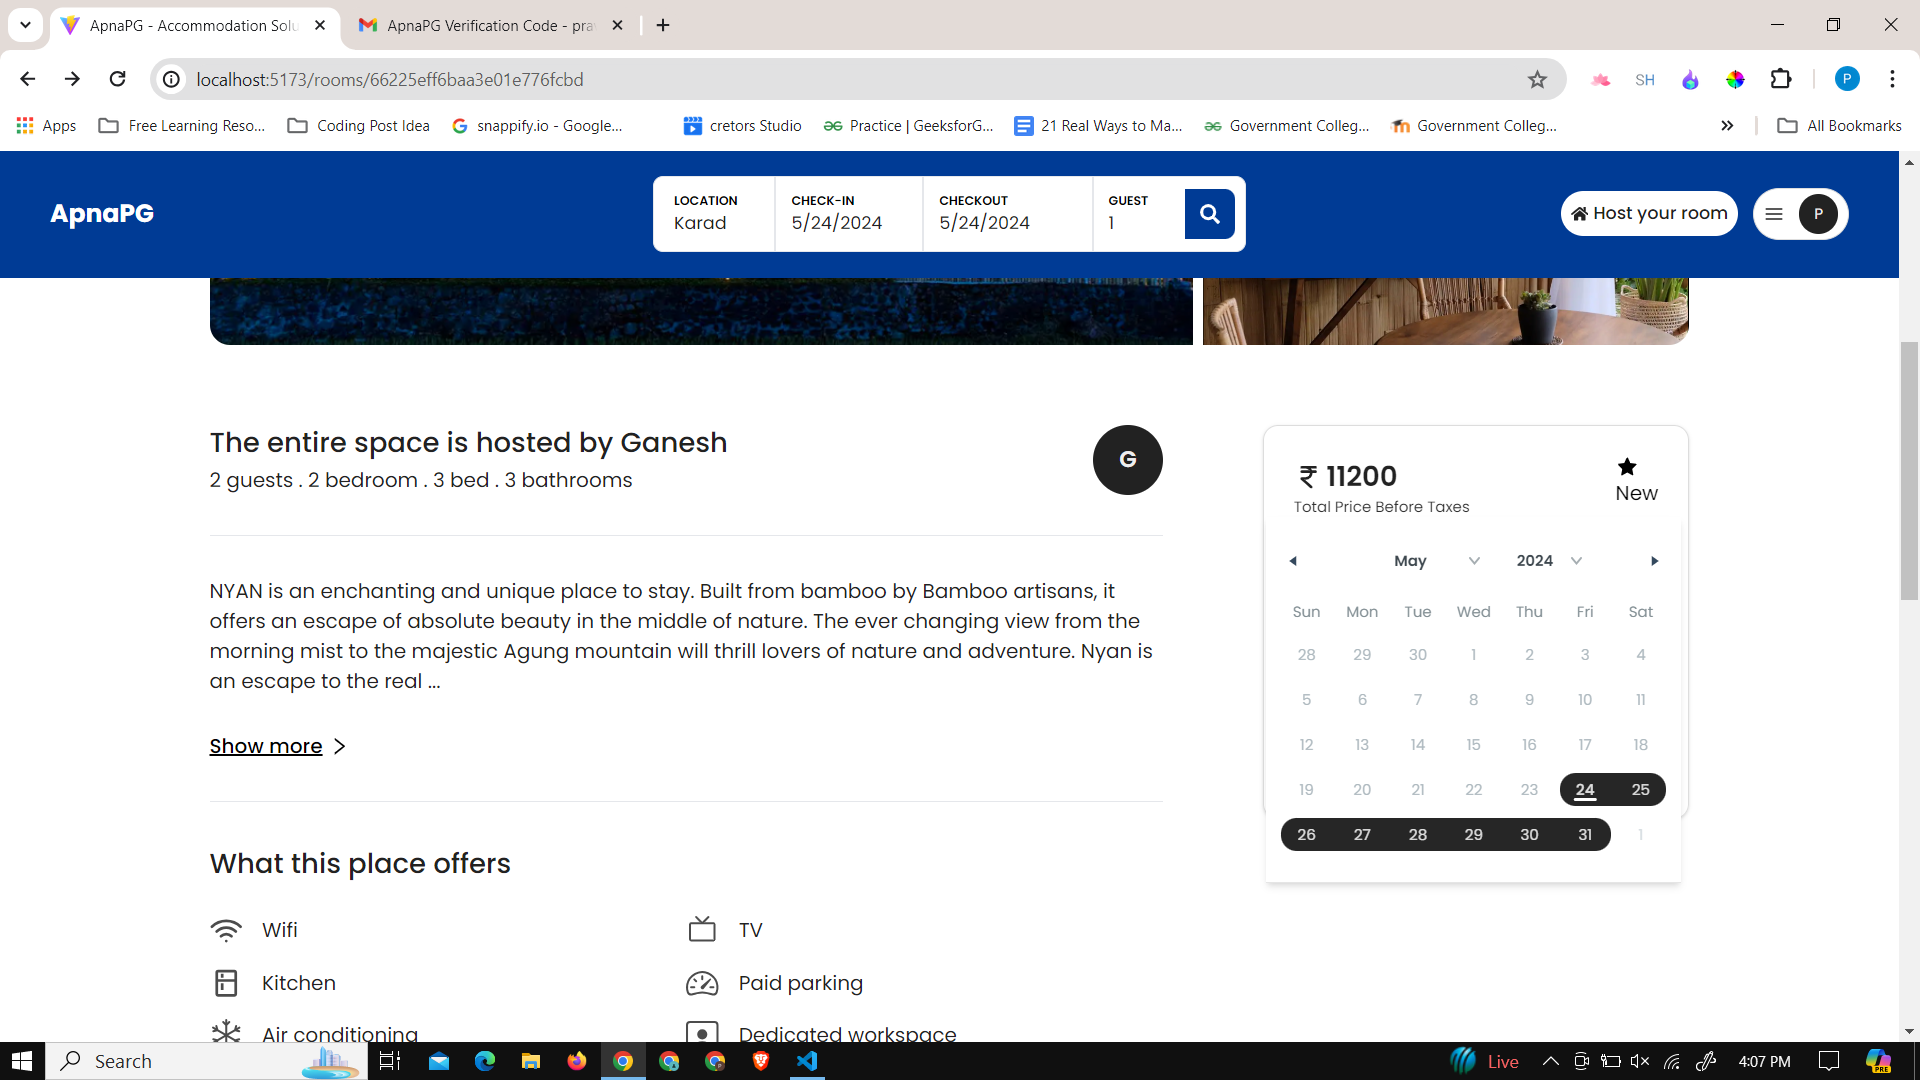 ApnaPG - Accommodation Solu
ApnaPG Verification Code - pra
localhost:5173/rooms/66225eff6baa3e01e776fcbd
SH
P
Apps
Free Learning Reso...
Coding Post Idea
snappify.io - Google...
cretors Studio
Practice | GeeksforG...
21 Real Ways to Ma...
Government Colleg...
Government Colleg...
All Bookmarks
ApnaPG
LOCATION CHECK-IN CHECKOUT GUEST
Karad 5/24/2024 5/24/2024 1
Host your room
P
The entire space is hosted by Ganesh
2 guests . 2 bedroom . 3 bed . 3 bathrooms
G
NYAN is an enchanting and unique place to stay. Built from bamboo by Bamboo artisans, it
offers an escape of absolute beauty in the middle of nature. The ever changing view from the
morning mist to the majestic Agung mountain will thrill lovers of nature and adventure. Nyan is
an escape to the real ...
Show more
What this place offers
Wifi
TV
Kitchen
Paid parking
Air conditioning
Dedicated workspace
₹ 11200
New
Total Price Before Taxes
May 2024
Sun Mon Tue Wed Thu Fri Sat
28 29 30 1 2 3 4
5 6 7 8 9 10 11
12 13 14 15 16 17 18
19 20 21 22 23 24 25
26 27 28 29 30 31 1
Search
Live
4:07 PM
PRE